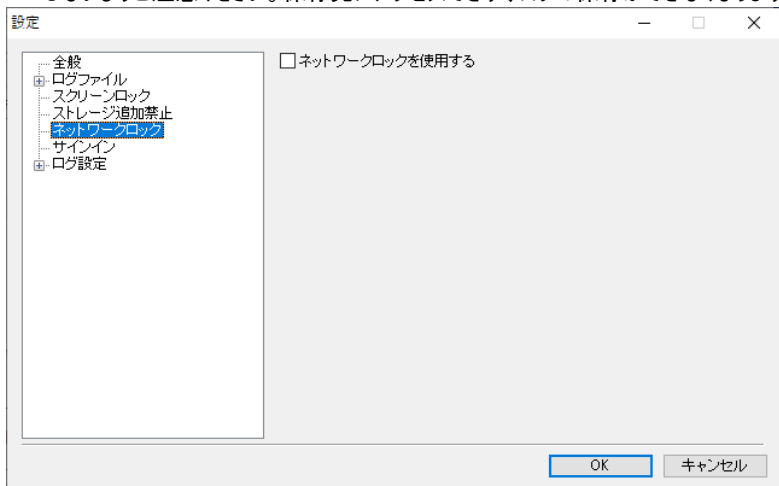 設定
全般
ログファイル
スクリーンロック
ストレージ追加禁止
ネットワークロック
サインイン
ログ設定
ネットワークロックを使用する
OK
キャンセル